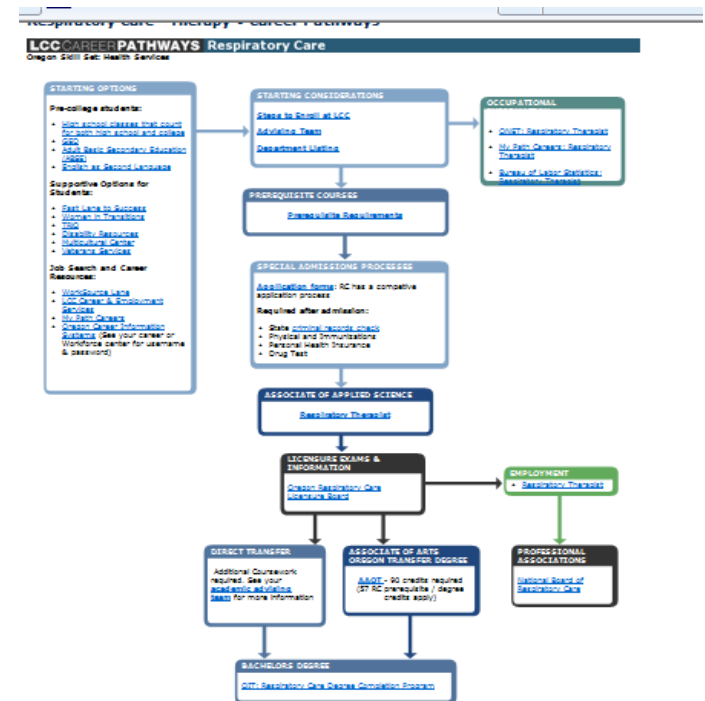 Respiratory Care - Therapy - Career Pathways
LCCCAREERPATHWAYS Respiratory Care
Oregon Skill Set: Health Services
STARTING OPTIONS
Pre-college students:
High school classes that count
for both high school and college
GED
Adult Basic Secondary Education
(ABSE)
English as Second Language
Supportive Options for
Students:
Fast Lane to Success
Women in Transitions
TRiO
Disability Resources
Multicultural Center
Veterans Services
Job Search and Career
Resources:
WorkSource Lane
LCC Career & Employment
Services
My Path Careers
Oregon Career Information
Systems (See your career or
Workforce center for username
& password)
STARTING CONSIDERATIONS
Steps to Enroll at LCC
Advising Team
Department Listing
OCCUPATIONAL
O\*NET: Respiratory Therapist
My Path Careers: Respiratory
Therapist
Bureau of Labor Statistics:
Respiratory Therapist
PREREQUISITE COURSES
Prerequisite Requirements
SPECIAL ADMISSIONS PROCESSES
Application forms: RC has a competive
application process
Required after admission:
State criminal records check
Physical and Immunizations
Personal Health Insurance
Drug Test
ASSOCIATE OF APPLIED SCIENCE
Respiratory Therapist
LICENSURE EXAMS &
INFORMATION
Oregon Respiratory Care
Licensure Board
EMPLOYMENT
Respiratory Therapist
DIRECT TRANSFER
Additional Coursework
required. See your
academic advising
team for more information
ASSOCIATE OF ARTS
OREGON TRANSFER DEGREE
AAOT - 90 credits required
(57 RC prerequisite / degree
credits apply)
PROFESSIONAL
ASSOCIATIONS
National Board of
Respiratory Care
BACHELORS DEGREE
OIT: Respiratory Care Degree Completion Program